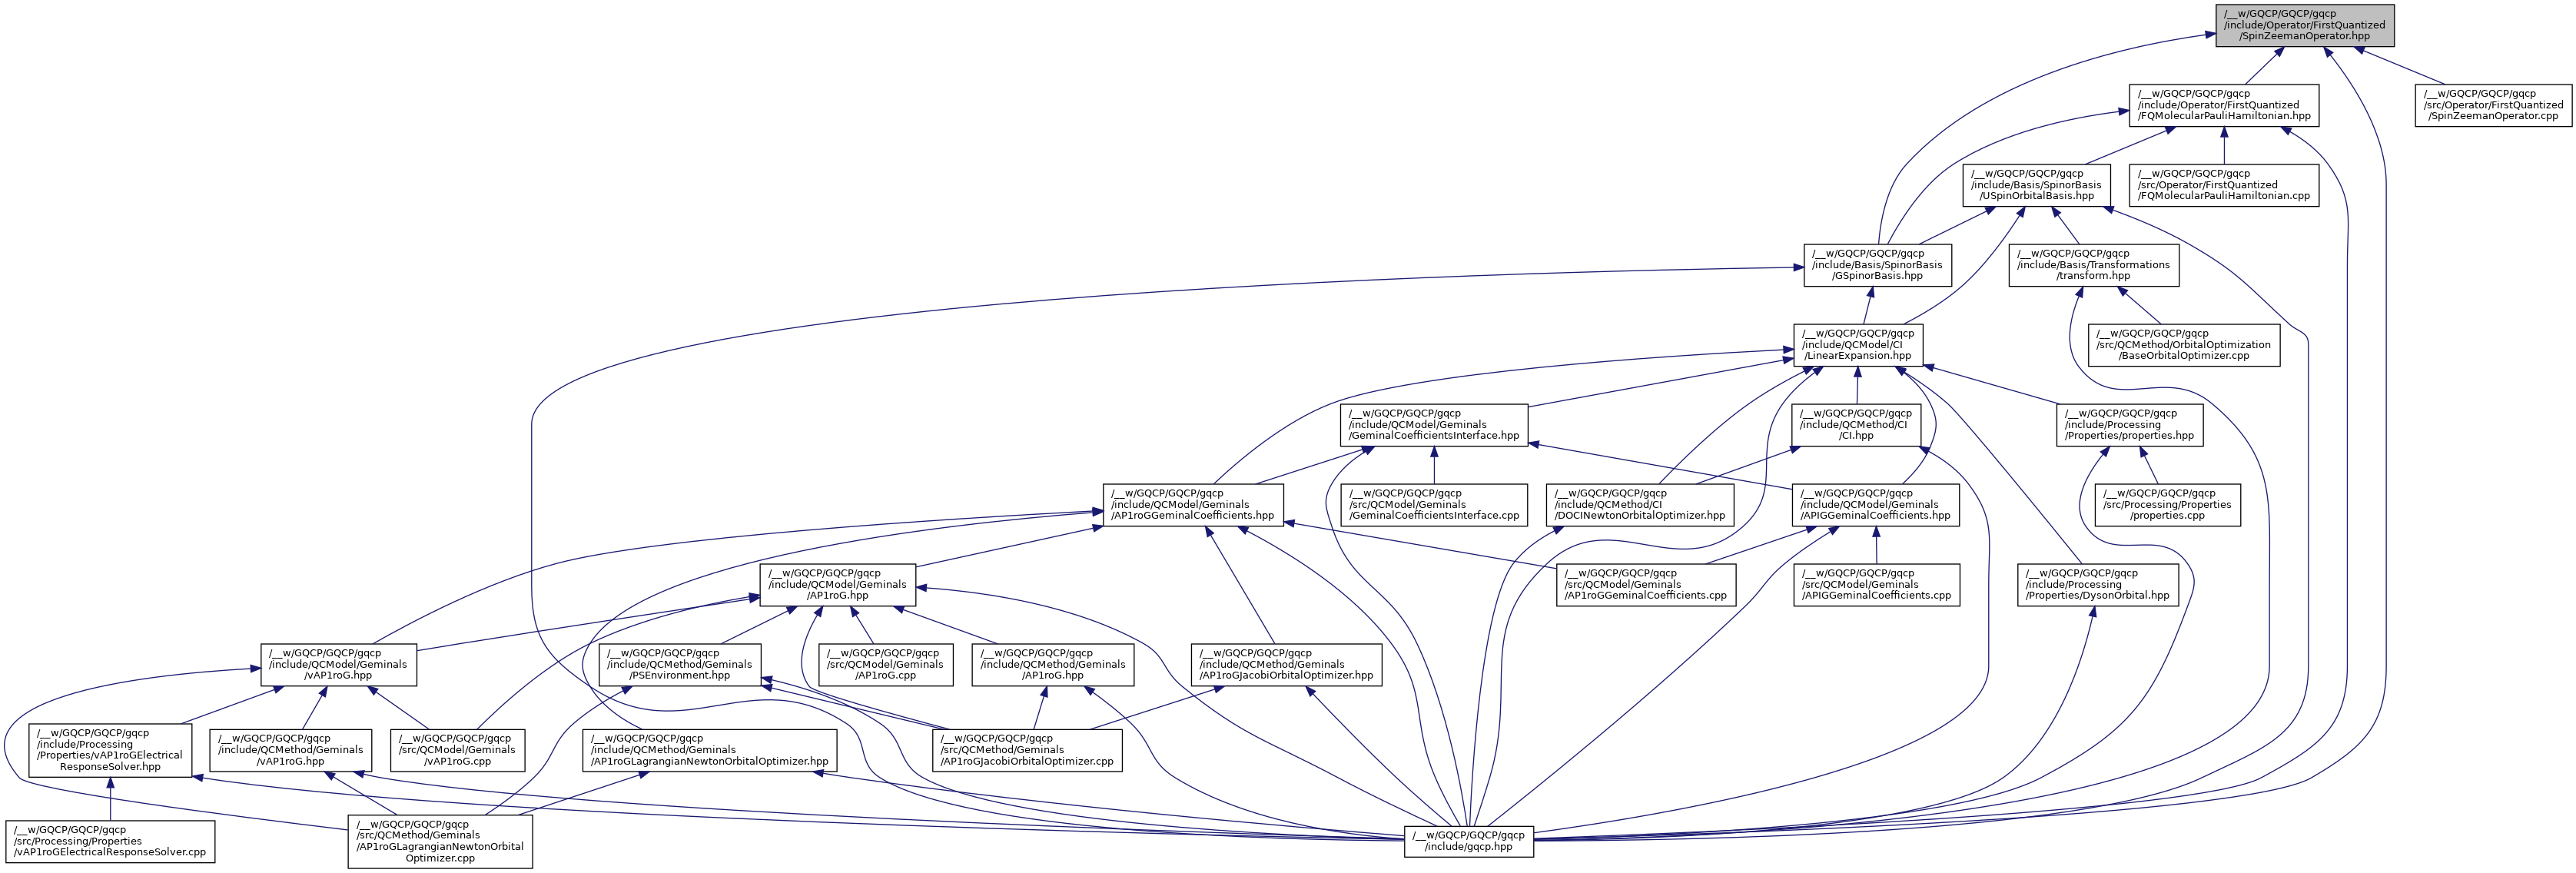 /__w/GQCP/GQCP/gqcp
/include/Operator/FirstQuantized
/SpinZeemanOperator.hpp
/__w/GQCP/GQCP/gqcp
/include/Operator/FirstQuantized
/FQMolecularPauliHamiltonian.hpp
/__w/GQCP/GQCP/gqcp
/src/Operator/FirstQuantized
/SpinZeemanOperator.cpp
/__w/GQCP/GQCP/gqcp
/include/Basis/SpinorBasis
/USpinOrbitalBasis.hpp
/__w/GQCP/GQCP/gqcp
/src/Operator/FirstQuantized
/FQMolecularPauliHamiltonian.cpp
/__w/GQCP/GQCP/gqcp
/include/Basis/SpinorBasis
/GSpinorBasis.hpp
/__w/GQCP/GQCP/gqcp
/include/Basis/Transformations
/transform.hpp
/__w/GQCP/GQCP/gqcp
/include/QCModel/CI
/LinearExpansion.hpp
/__w/GQCP/GQCP/gqcp
/src/QCMethod/OrbitalOptimization
/BaseOrbitalOptimizer.cpp
/__w/GQCP/GQCP/gqcp
/include/QCModel/Geminals
/GeminalCoefficientsInterface.hpp
/__w/GQCP/GQCP/gqcp
/include/QCMethod/CI
/CI.hpp
/__w/GQCP/GQCP/gqcp
/include/Processing
/Properties/properties.hpp
/__w/GQCP/GQCP/gqcp
/include/QCModel/Geminals
/AP1roGGeminalCoefficients.hpp
/__w/GQCP/GQCP/gqcp
/src/QCModel/Geminals
/GeminalCoefficientsInterface.cpp
/__w/GQCP/GQCP/gqcp
/include/QCMethod/CI
/DOCINewtonOrbitalOptimizer.hpp
/__w/GQCP/GQCP/gqcp
/include/QCModel/Geminals
/APIGGeminalCoefficients.hpp
/__w/GQCP/GQCP/gqcp
/src/Processing/Properties
/properties.cpp
/__w/GQCP/GQCP/gqcp
/include/QCModel/Geminals
/AP1roG.hpp
/__w/GQCP/GQCP/gqcp
/src/QCModel/Geminals
/AP1roGGeminalCoefficients.cpp
/__w/GQCP/GQCP/gqcp
/src/QCModel/Geminals
/APIGGeminalCoefficients.cpp
/__w/GQCP/GQCP/gqcp
/include/Processing
/Properties/DysonOrbital.hpp
/__w/GQCP/GQCP/gqcp
/include/QCModel/Geminals
/vAP1roG.hpp
/__w/GQCP/GQCP/gqcp
/include/QCMethod/Geminals
/PSEnvironment.hpp
/__w/GQCP/GQCP/gqcp
/src/QCModel/Geminals
/AP1roG.cpp
/__w/GQCP/GQCP/gqcp
/include/QCMethod/Geminals
/AP1roG.hpp
/__w/GQCP/GQCP/gqcp
/include/QCMethod/Geminals
/AP1roGJacobiOrbitalOptimizer.hpp
/__w/GQCP/GQCP/gqcp
/include/Processing
/Properties/vAP1roGElectrical
ResponseSolver.hpp
/__w/GQCP/GQCP/gqcp
/include/QCMethod/Geminals
/vAP1roG.hpp
/__w/GQCP/GQCP/gqcp
/src/QCModel/Geminals
/vAP1roG.cpp
/__w/GQCP/GQCP/gqcp
/include/QCMethod/Geminals
/AP1roGLagrangianNewtonOrbitalOptimizer.hpp
/__w/GQCP/GQCP/gqcp
/src/QCMethod/Geminals
/AP1roGJacobiOrbitalOptimizer.cpp
/__w/GQCP/GQCP/gqcp
/src/Processing/Properties
/vAP1roGElectricalResponseSolver.cpp
/__w/GQCP/GQCP/gqcp
/src/QCMethod/Geminals
/AP1roGLagrangianNewtonOrbital
Optimizer.cpp
/__w/GQCP/GQCP/gqcp
/include/gqcp.hpp